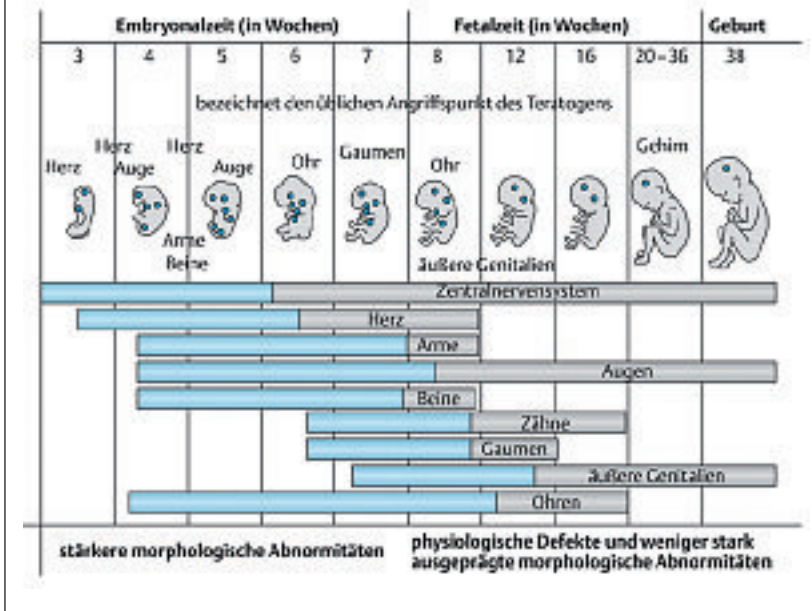 Embryonalzeit (in Wochen) Fetalzeit (in Wochen) Geburt
3 4 5 6 7 8 12 16 20–36 38
bezeichnet den üblichen Angriffspunkt des Teratogens
Herz Herz Auge Herz Auge Ohr Gaumen Ohr Gehirn
Arme
Beine
äußere Genitalien
Zentralnervensystem
Herz
Arme
Augen
Beine
Zähne
Gaumen
äußere Genitalien
Ohren
stärkere morphologische Abnormitäten
physiologische Defekte und weniger stark
ausgeprägte morphologische Abnormitäten